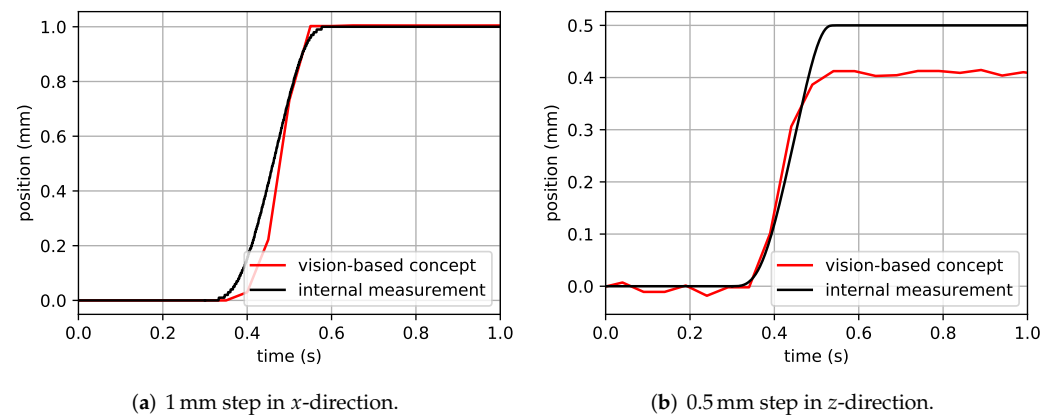 1.0
0.8
0.6
0.4
0.2
0.0
position (mm)
0.0 0.2 0.4 0.6 0.8 1.0
time (s)
vision-based concept
internal measurement
(a) 1 mm step in x-direction.
0.5
0.4
0.3
0.2
0.1
0.0
position (mm)
0.0 0.2 0.4 0.6 0.8 1.0
time (s)
vision-based concept
internal measurement
(b) 0.5 mm step in z-direction.